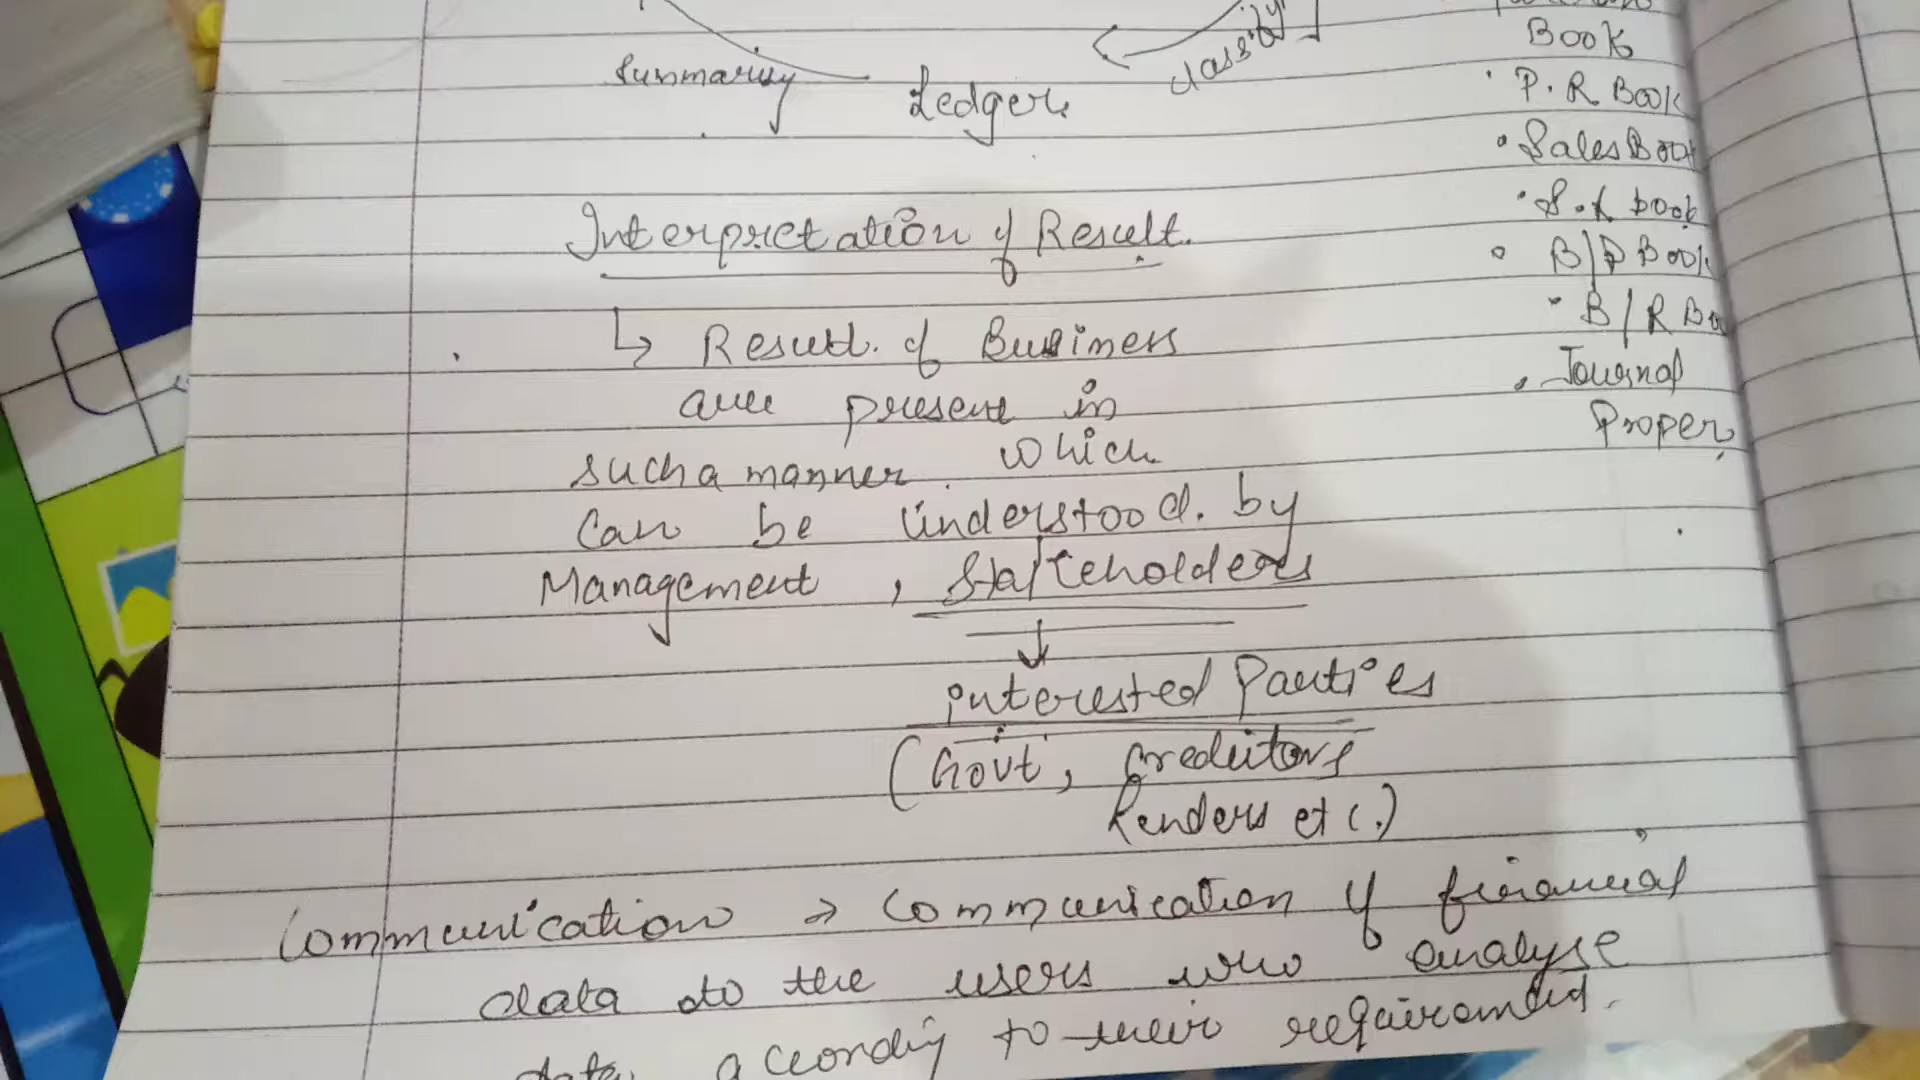 classify
Summary
Ledger.
Book
• P. R Book
• Sales Book
• S. R book
• B/P Book
• B/R Bo
• Journal
Proper
Interpretation of Result.
↳ Result. of Business
are present in
such a manner which
can be Understood. by
Management, Stakeholders
↓
interested Parties
(Govt, creditors
lenders etc.)
Communication → Communication of financial
data to the users who analyse
data according to their requirement.